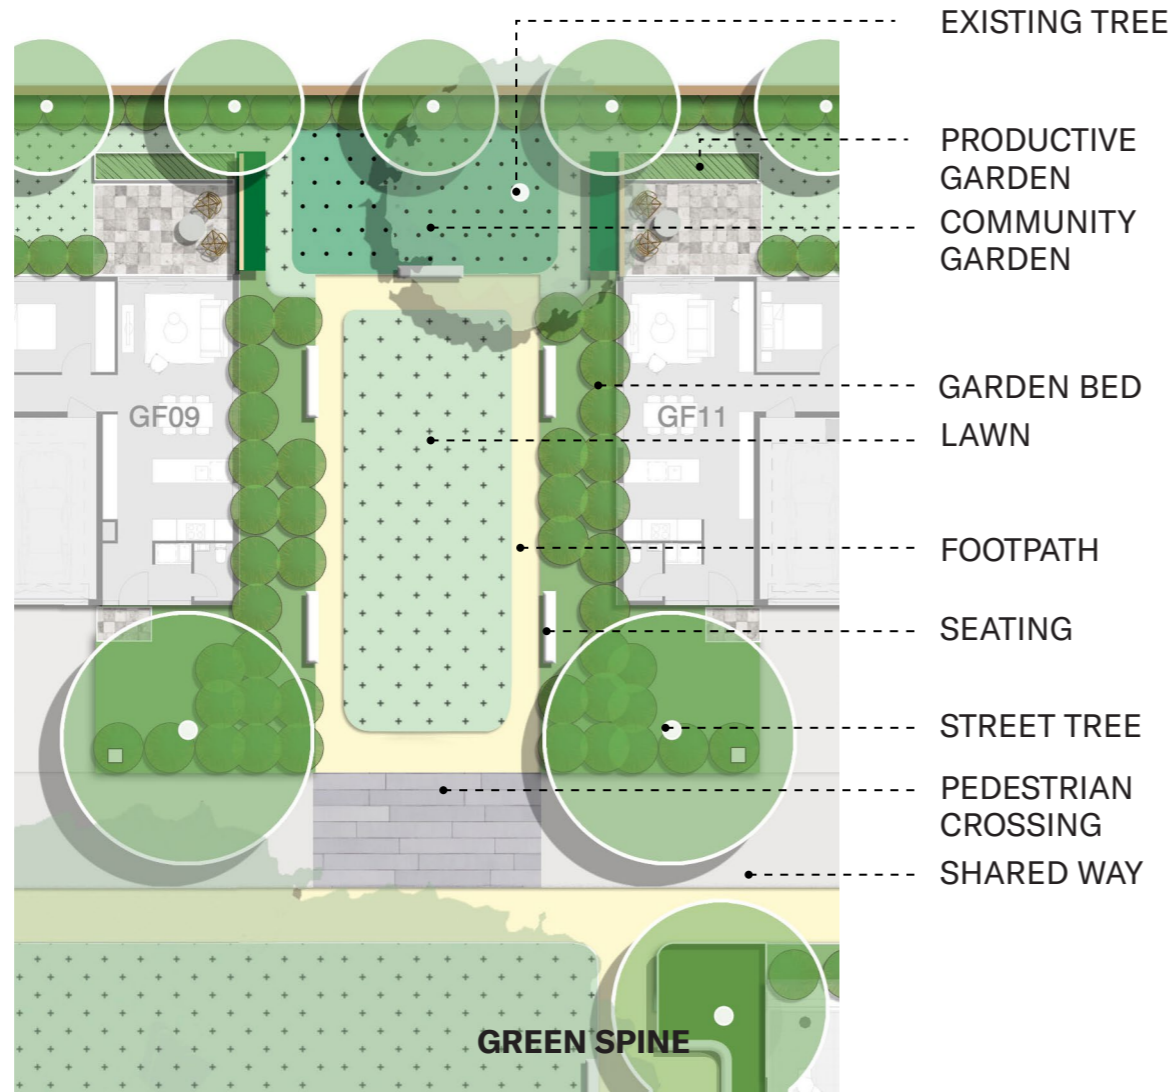 EXISTING TREE
PRODUCTIVE
GARDEN
COMMUNITY
GARDEN
GARDEN BED
GF09
GF11
LAWN
FOOTPATH
SEATING
STREET TREE
PEDESTRIAN
CROSSING
SHARED WAY
GREEN SPINE